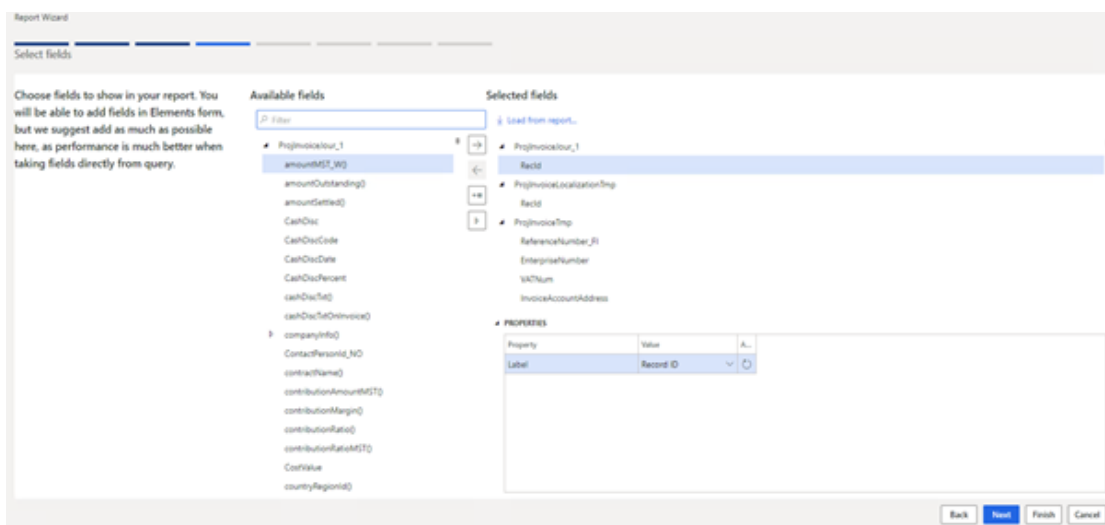 Report Wizard
Select fields
Choose fields to show in your report. You
will be able to add fields in Elements form,
but we suggest add as much as possible
here, as performance is much better when
taking fields directly from query.
Available fields
Filter
ProjInvoiceJour_1
amountMST_W()
amountOutstanding()
amountSettled()
CashDisc
CashDiscCode
CashDiscDate
CashDiscPercent
cashDiscTxt()
cashDiscTxtOnInvoice()
companyInfo()
ContactPersonId_NO
contractName()
contributionAmountMST()
contributionMargin()
contributionRatio()
contributionRatioMST()
CostValue
countryRegionId()
Selected fields
Load from report...
ProjInvoiceJour_1
RecId
ProjInvoiceLocalizationTmp
RecId
ProjInvoiceTmp
ReferenceNumber_FI
EnterpriseNumber
VATNum
InvoiceAccountAddress
PROPERTIES
Property Value A...
Label Record ID
Back Next Finish Cancel